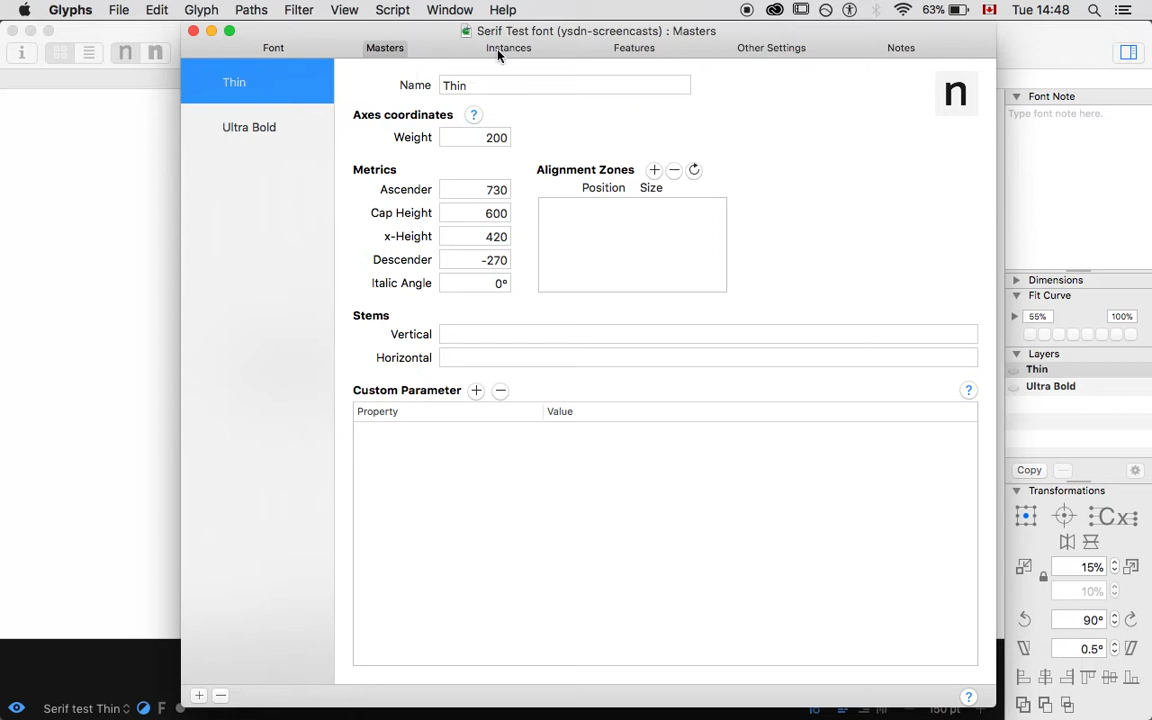 Glyphs File Edit Glyph Paths Filter View Script Window Help 63% Tue 14:48
Serif Test font (ysdn-screencasts) : Masters
Font Masters Instances Features Other Settings Notes
Thin
Ultra Bold
Name Thin
n
Axes coordinates ?
Weight 200
Metrics
Ascender 730
Cap Height 600
x-Height 420
Descender -270
Italic Angle 0°
Alignment Zones
Position Size
Stems
Vertical
Horizontal
Custom Parameter ?
Property Value
?
Font Note
Type font note here.
Dimensions
Fit Curve
55% 100%
Layers
Thin
Ultra Bold
Copy
Transformations
15%
10%
90°
0.5°
Serif test Thin F
150 pt